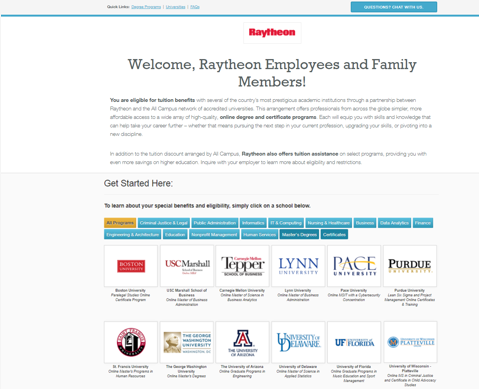 Quick Links: Degree Programs | Universities | FAQs
QUESTIONS? CHAT WITH US.
Raytheon
Welcome, Raytheon Employees and Family
Members!
You are eligible for tuition benefits with several of the country's most prestigious academic institutions through a partnership between
Raytheon and the All Campus network of accredited universities. This arrangement offers professionals from across the globe simpler, more
affordable access to a wide array of high-quality, online degree and certificate programs. Each will equip you with skills and knowledge that
can help take your career further – whether that means pursuing the next step in your current profession, upgrading your skills, or pivoting into a
new discipline.
In addition to the tuition discount arranged by All Campus, Raytheon also offers tuition assistance on select programs, providing you with
even more savings on higher education. Inquire with your employer to learn more about eligibility and restrictions.
Get Started Here:
To learn about your special benefits and eligibility, simply click on a school below.
All Programs Criminal Justice & Legal Public Administration Informatics IT & Computing Nursing & Healthcare Business Data Analytics Finance
Engineering & Architecture Education Nonprofit Management Human Services Master's Degrees Certificates
BOSTON
UNIVERSITY
USC Marshall
School of Business
Carnegie Mellon
Tepper
SCHOOL OF BUSINESS
LYNN
UNIVERSITY
PACE
UNIVERSITY
PURDUE
UNIVERSITY
Boston University
Paralegal Studies Online
Certificate Program
USC Marshall School of
Business
Online Master of Business
Administration
Carnegie Mellon University
Online Master of Science in
Business Analytics
Lynn University
Online Master of Business
Administration
Pace University
Online MSIT with a Cybersecurity
Concentration
Purdue University
Lean Six Sigma and Project
Management Online Certificates
& Training
THE GEORGE
WASHINGTON
UNIVERSITY
WASHINGTON, DC
THE UNIVERSITY
OF ARIZONA
UNIVERSITY OF
DELAWARE
UF UNIVERSITY of
FLORIDA
UNIVERSITY OF WISCONSIN
PLATTEVILLE
St. Francis University
Online Master's Programs in
Human Resources
The George Washington
University
Online Master's Degrees
The University of Arizona
Online Graduate Programs in
Engineering
University of Delaware
Online Master of Science in
Applied Statistics
University of Florida
Online Graduate Programs in
Music Education and Sport
Management
University of Wisconsin -
Platteville
Online MS in Criminal Justice
and Certificate in Child Advocacy
Studies